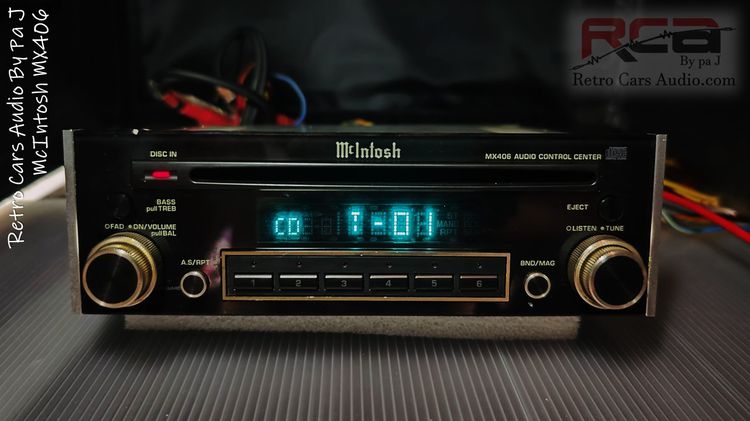 Retro Cars Audio By Pa J
McIntosh MX406
RCA
By pa J
Retro Cars Audio.com
McIntosh
DISC IN
MX406 AUDIO CONTROL CENTER
BASS
pull TREB
EJECT
FAD ON/VOLUME
pull BAL
CD T-01
LISTEN TUNE
A.S/RPT
BND/MAG
1 2 3 4 5 6